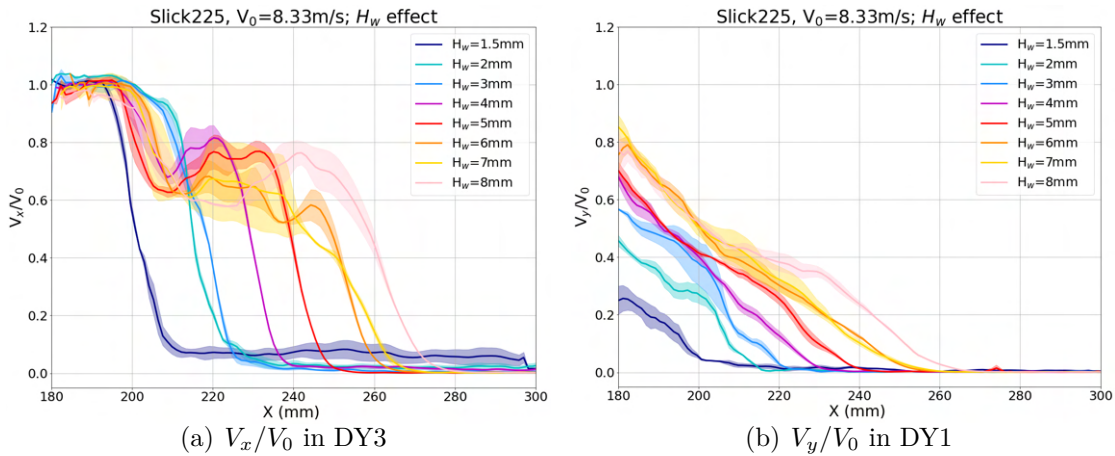 Slick225, V₀=8.33m/s; H_w effect
1.2
1.0
0.8
0.6
0.4
0.2
0.0
Vₓ/V₀
180
200
220
240
260
280
300
X (mm)
H_w=1.5mm
H_w=2mm
H_w=3mm
H_w=4mm
H_w=5mm
H_w=6mm
H_w=7mm
H_w=8mm
(a) Vₓ/V₀ in DY3
Slick225, V₀=8.33m/s; H_w effect
1.2
1.0
0.8
0.6
0.4
0.2
0.0
V_y/V₀
180
200
220
240
260
280
300
X (mm)
H_w=1.5mm
H_w=2mm
H_w=3mm
H_w=4mm
H_w=5mm
H_w=6mm
H_w=7mm
H_w=8mm
(b) V_y/V₀ in DY1